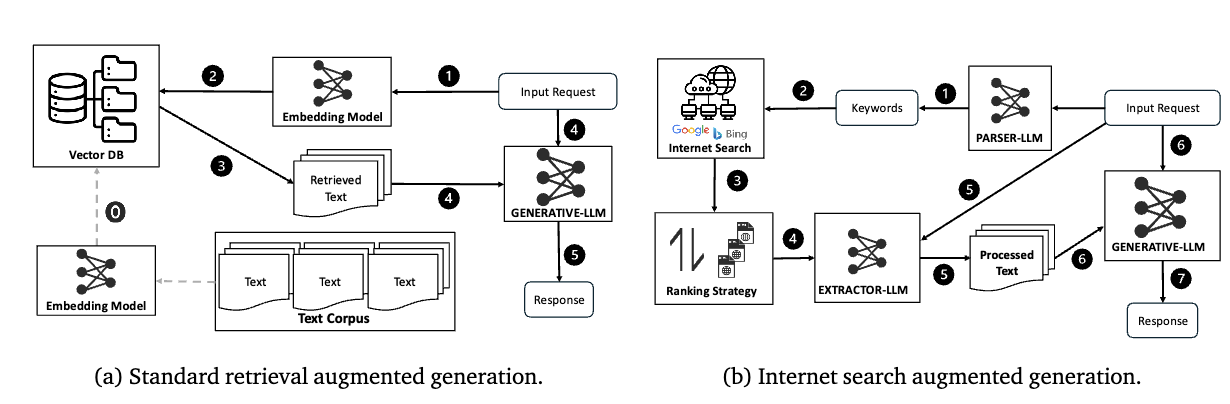 2
1
Input Request
Embedding Model
Vector DB
4
3
Retrieved
Text
4
GENERATIVE-LLM
0
5
Embedding Model
Text
Text
Text
Text Corpus
Response
(a) Standard retrieval augmented generation.
Google
Bing
Internet Search
2
Keywords
1
PARSER-LLM
Input Request
6
3
5
Ranking Strategy
4
EXTRACTOR-LLM
5
Processed
Text
6
GENERATIVE-LLM
7
Response
(b) Internet search augmented generation.